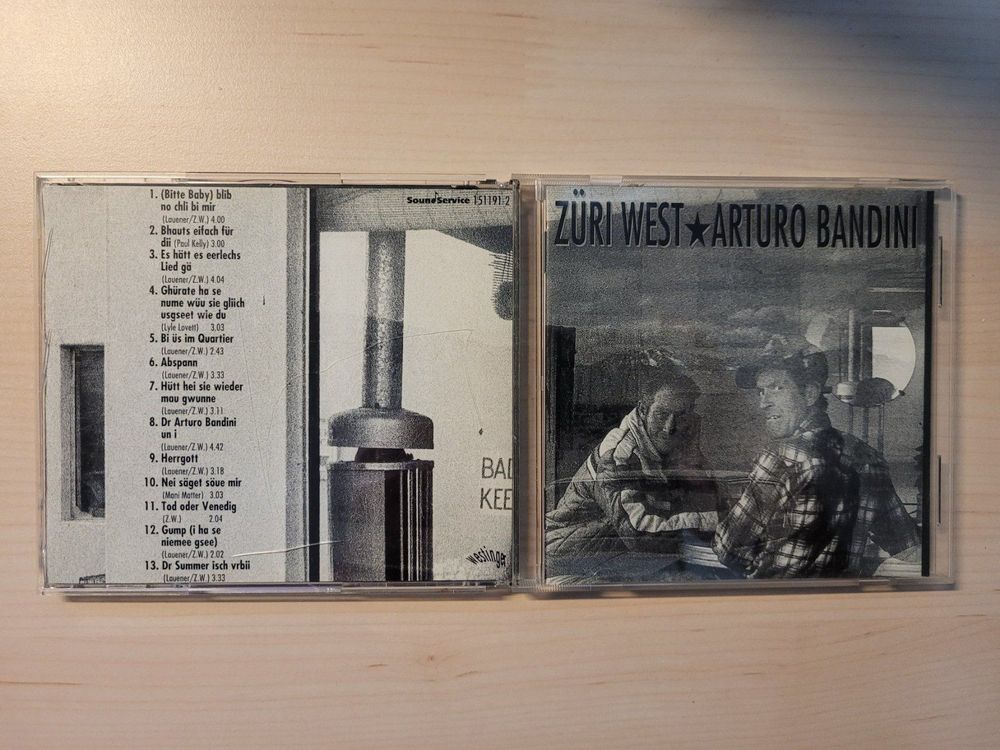 1. (Bitte Baby) blib
no chli bi mir
(Lauener/Z.W.) 4.00
2. Bhauts eifach für
dii (Paul Kelly) 3.00
3. Es hätt es eerlechs
Lied gä
(Lauener/Z.W.) 4.04
4. Ghürate ha se
nume wüu sie gliich
usgseet wie du
(Lyle Lovett) 3.03
5. Bi üs im Quartier
(Lauener/Z.W.) 2.43
6. Abspann
(Lauener/Z.W.) 3.33
7. Hütt hei sie wieder
mau gwunne
(Lauener/Z.W.) 3.11
8. Dr Arturo Bandini
un i
(Lauener/Z.W.) 4.42
9. Herrgott
(Lauener/Z.W.) 3.18
10. Nei säget söue mir
(Mani Matter) 3.03
11. Tod oder Venedig
(Z.W.) 2.04
12. Gump (i ha se
niemee gsee)
(Lauener/Z.W.) 2.02
13. Dr Summer isch vrbii
(Lauener/Z.W.) 3.33
SoundService 151191-2
BAD
KEE
westinge
ZÜRI WEST★ARTURO BANDINI